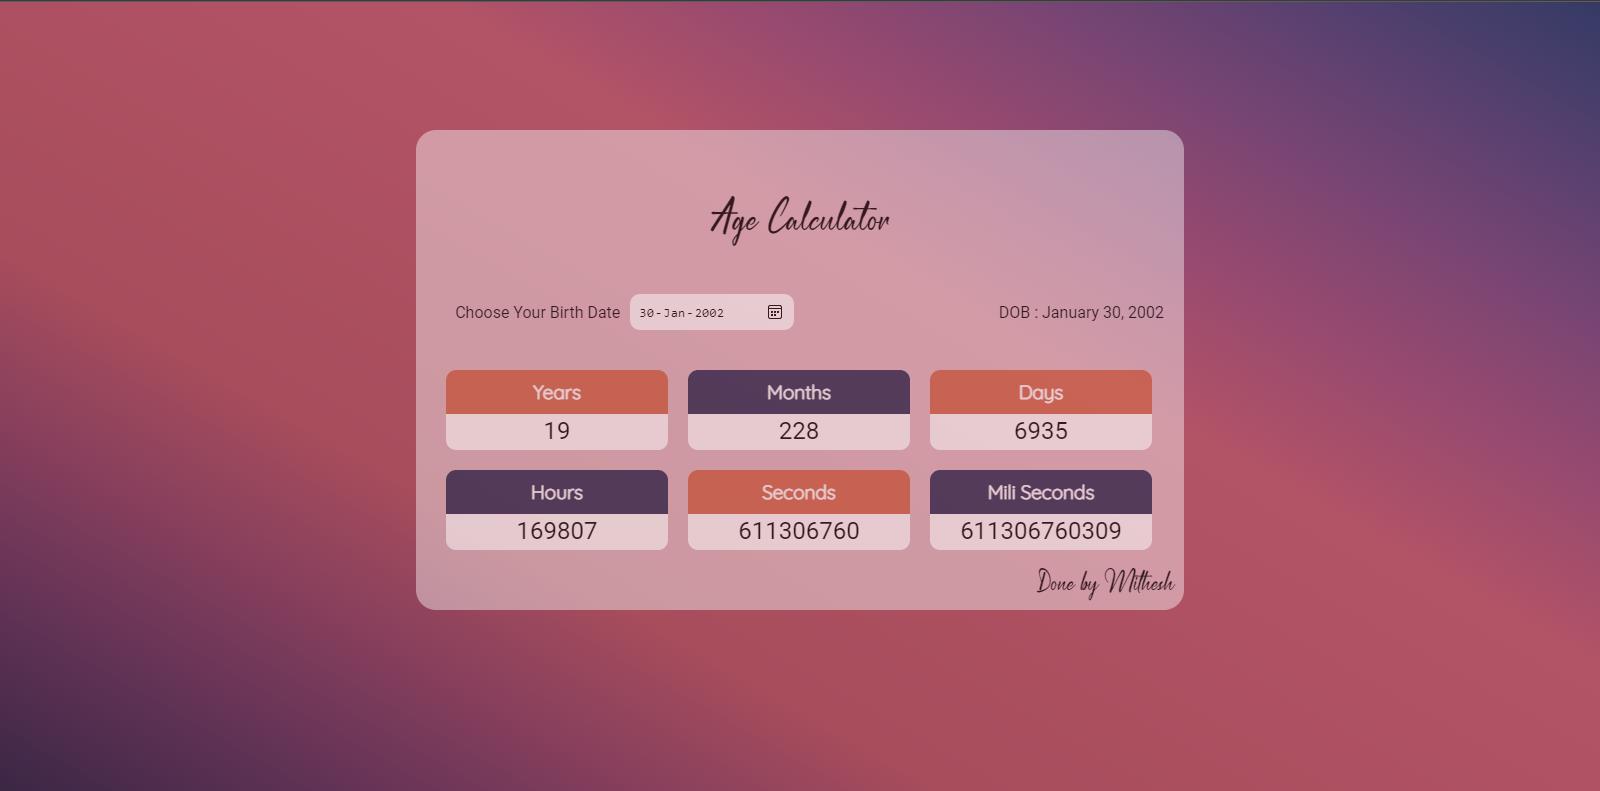 Age Calculator
Choose Your Birth Date 30-Jan-2002 DOB : January 30, 2002
Years Months Days
19 228 6935
Hours Seconds Mili Seconds
169807 611306760 611306760309
Done by Mithesh